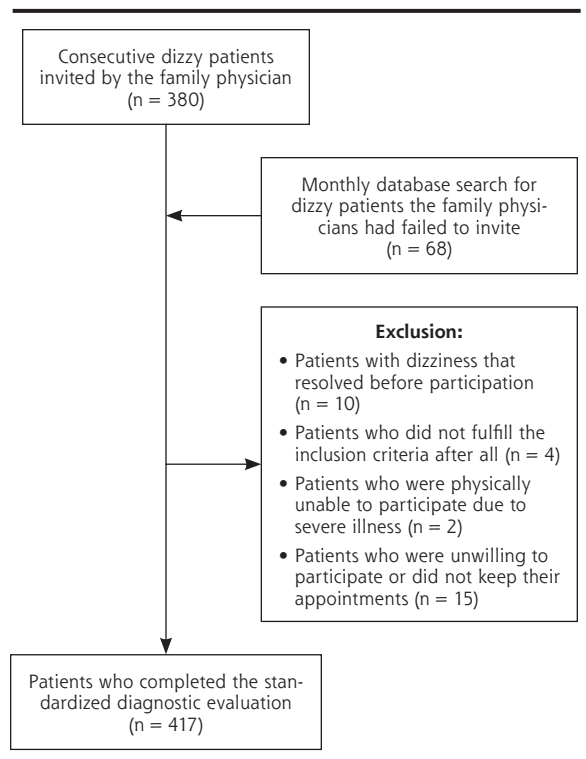 Consecutive dizzy patients
invited by the family physician
(n = 380)
Monthly database search for
dizzy patients the family physi-
cians had failed to invite
(n = 68)
Exclusion:
• Patients with dizziness that
resolved before participation
(n = 10)
• Patients who did not fulfill the
inclusion criteria after all (n = 4)
• Patients who were physically
unable to participate due to
severe illness (n = 2)
• Patients who were unwilling to
participate or did not keep their
appointments (n = 15)
Patients who completed the stan-
dardized diagnostic evaluation
(n = 417)